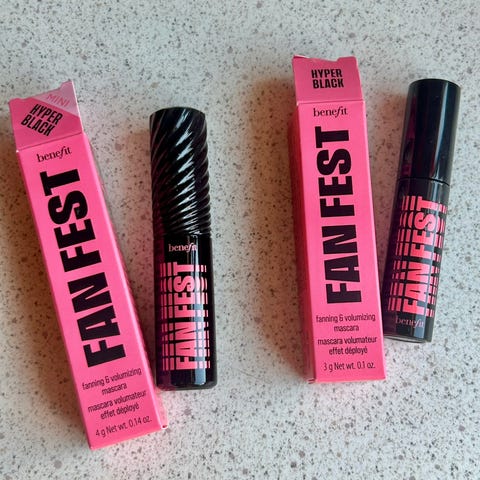 MINI
HYPER
BLACK
benefit
FAN FEST
fanning & volumizing
mascara
mascara volumateur
effet déployé
4 g Net wt. 0.14 oz.
benefit
FAN FEST
HYPER
BLACK
benefit
FAN FEST
fanning & volumizing
mascara
mascara volumateur
effet déployé
3 g Net wt. 0.1 oz.
FAN FEST
benefit